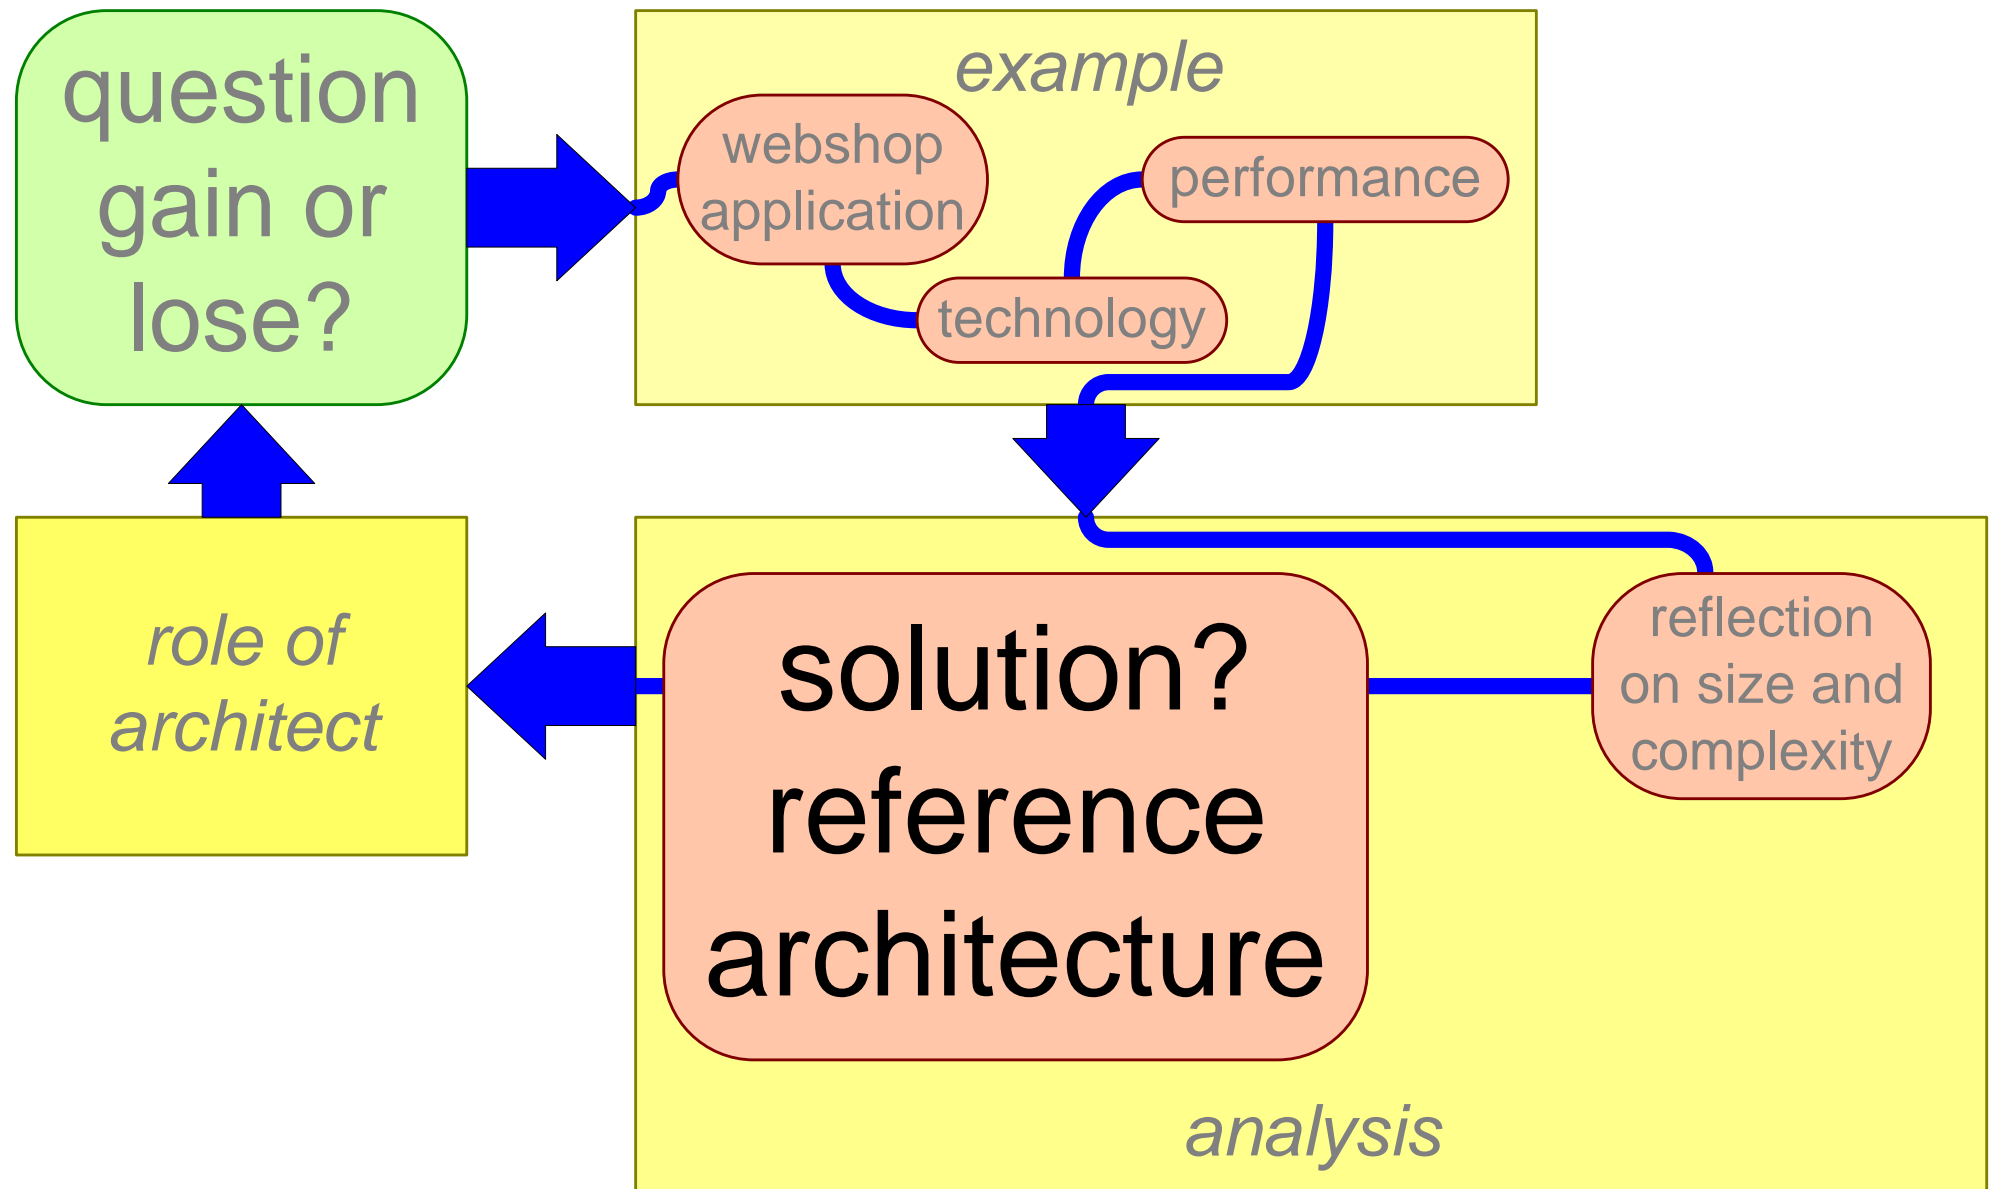 question
gain or
lose?
example
webshop
application
performance
technology
role of
architect
solution?
reference
architecture
reflection
on size and
complexity
analysis